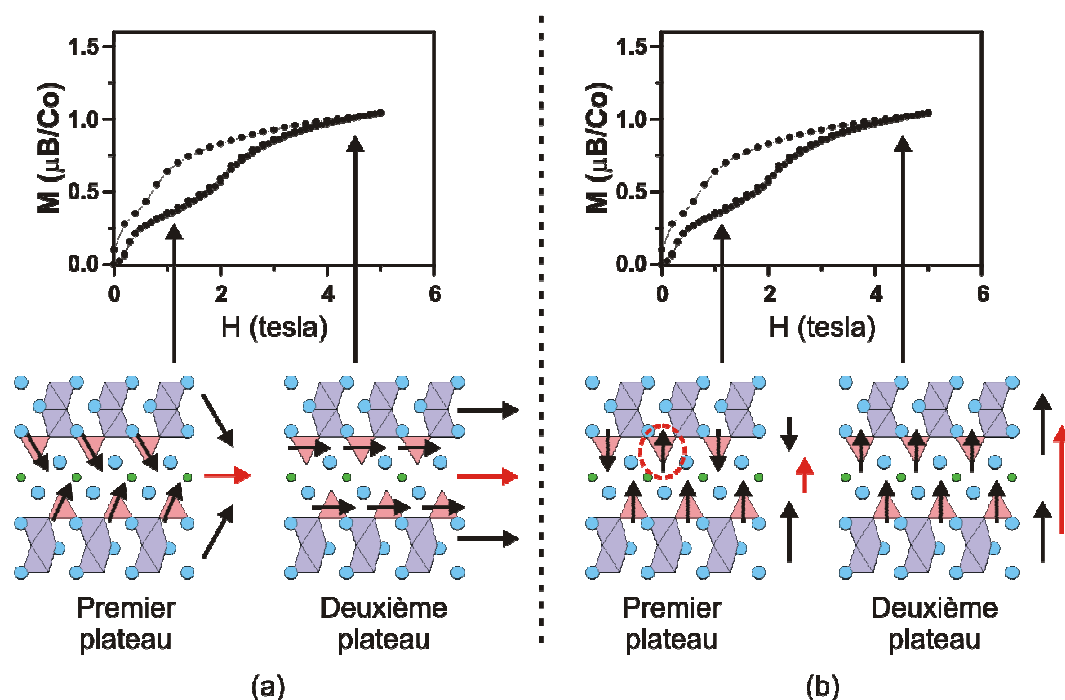 1.5
1.0
0.5
0.0
M (μB/Co)
0
2
4
6
H (tesla)
Premier
plateau
Deuxième
plateau
(a)
1.5
1.0
0.5
0.0
M (μB/Co)
0
2
4
6
H (tesla)
Premier
plateau
Deuxième
plateau
(b)